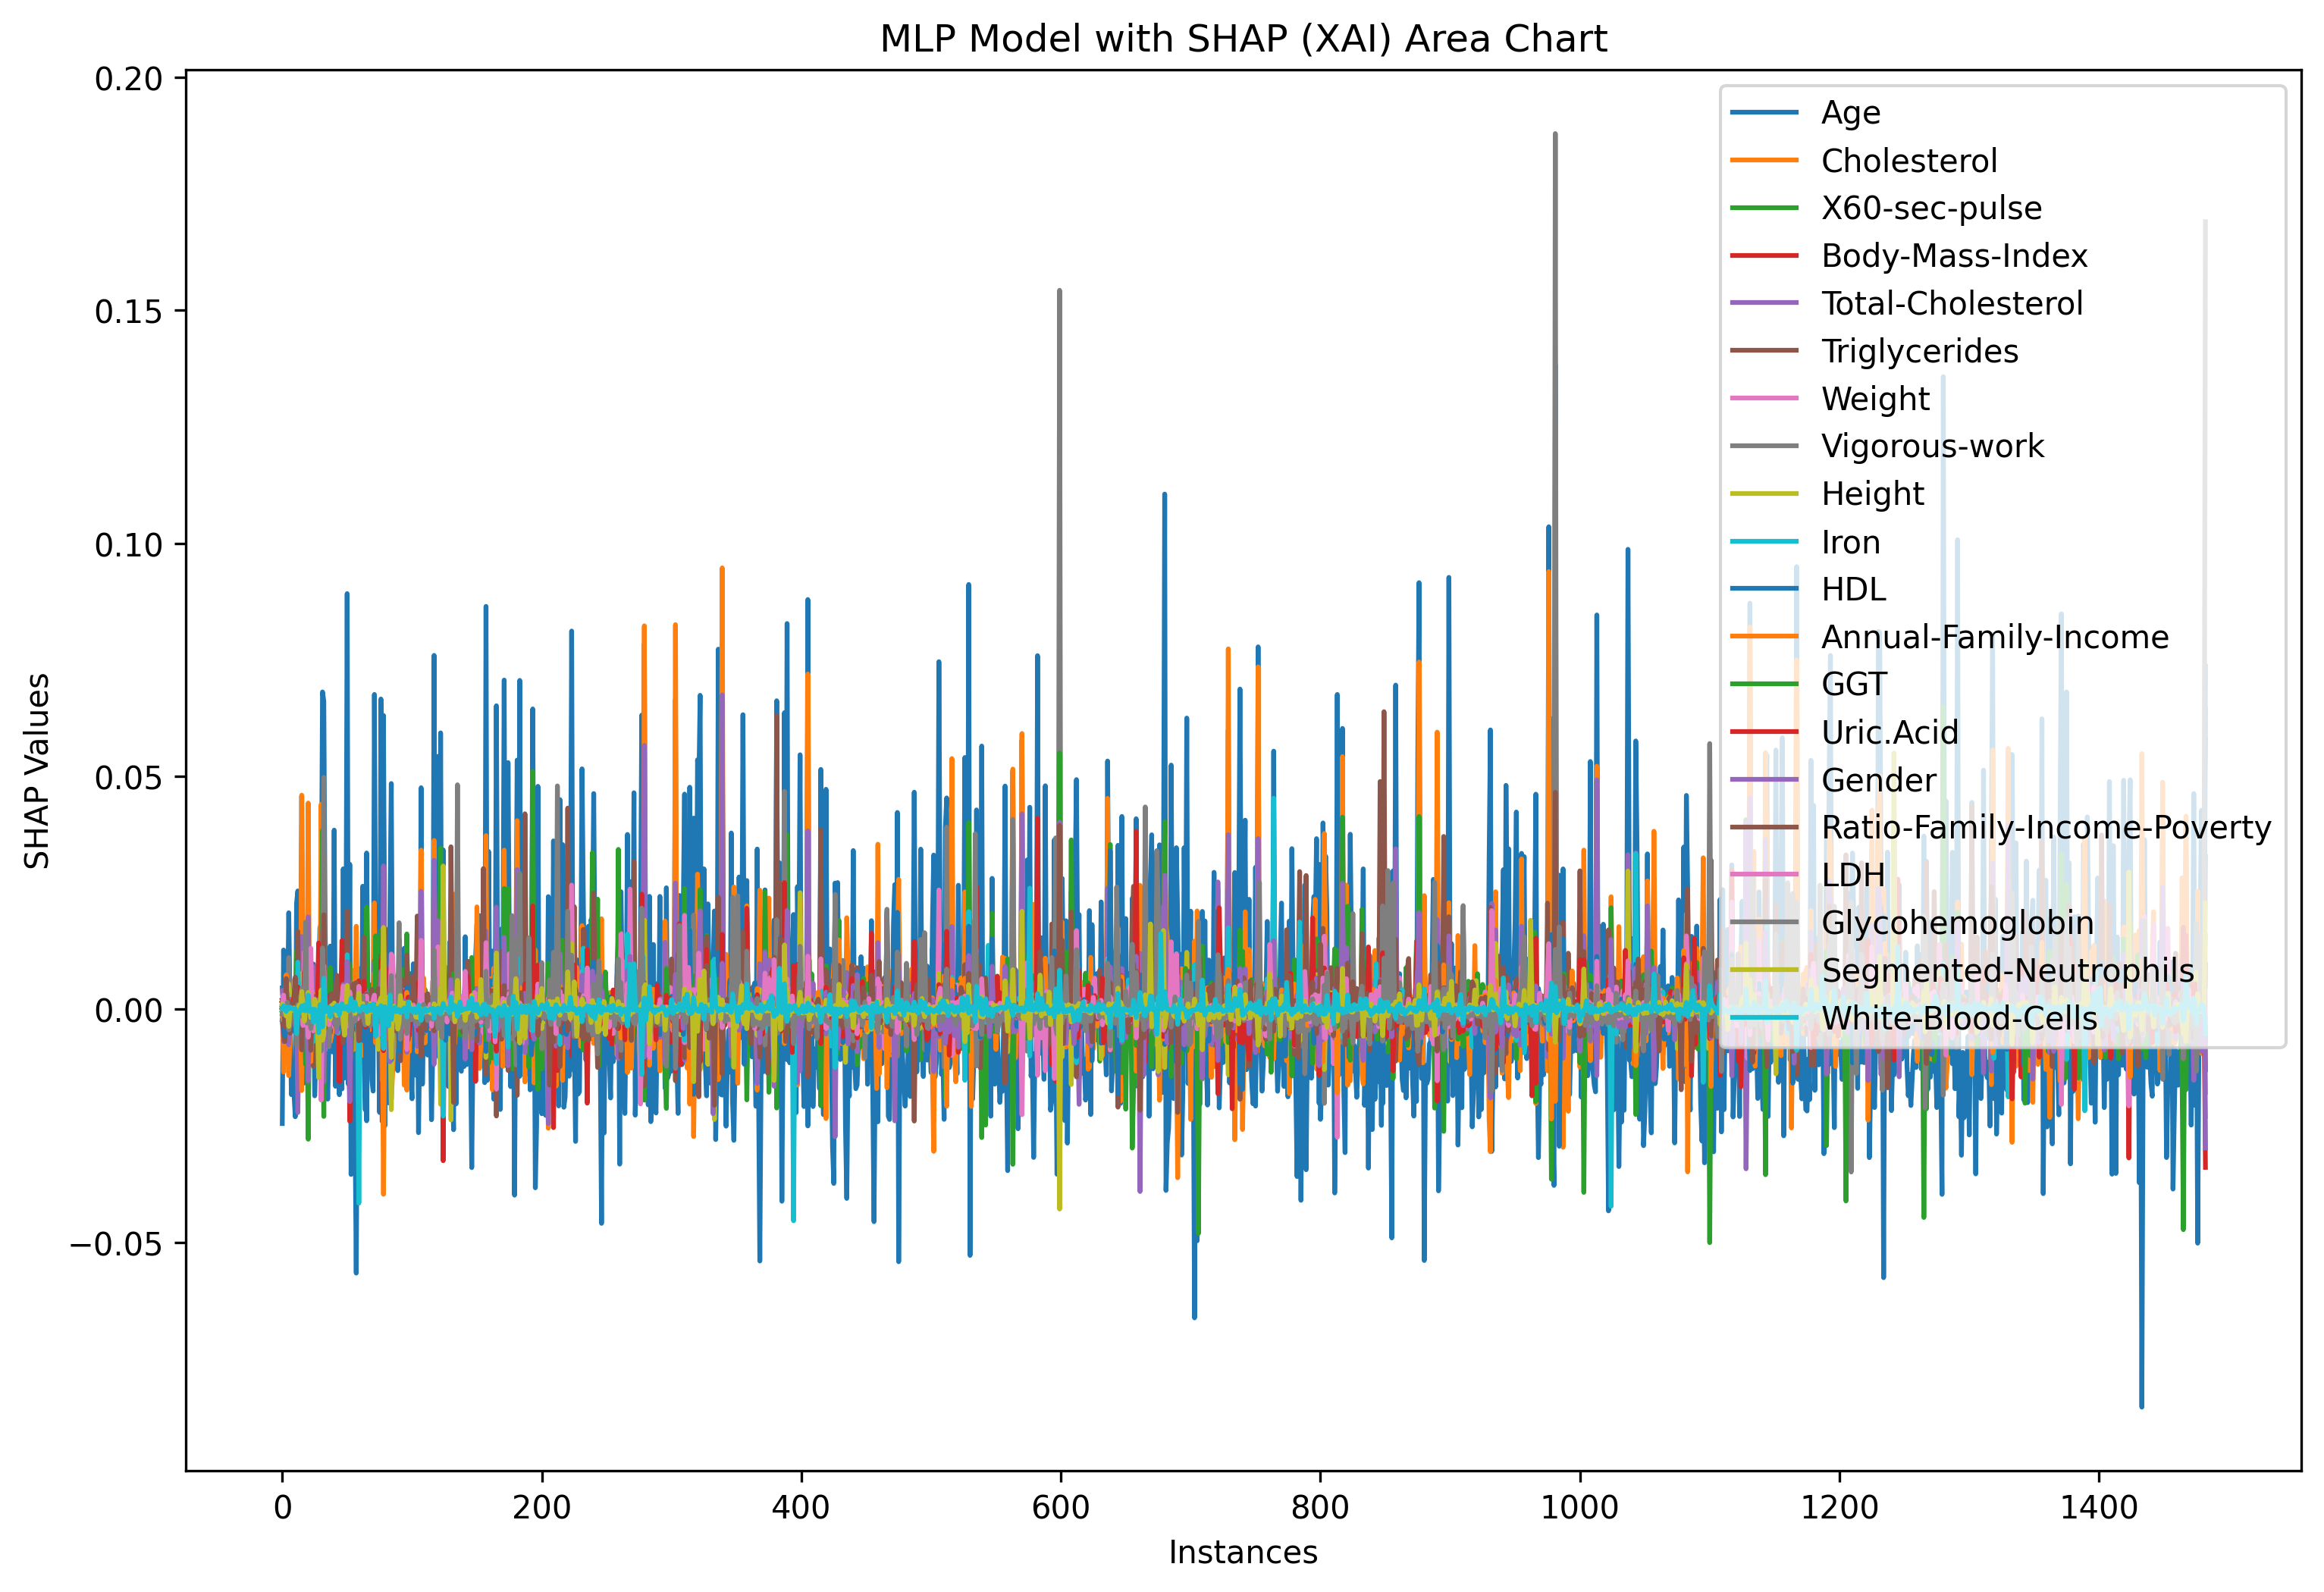 MLP Model with SHAP (XAI) Area Chart
0.20
0.15
0.10
0.05
0.00
−0.05
SHAP Values
Age
Cholesterol
X60-sec-pulse
Body-Mass-Index
Total-Cholesterol
Triglycerides
Weight
Vigorous-work
Height
Iron
HDL
Annual-Family-Income
GGT
Uric.Acid
Gender
Ratio-Family-Income-Poverty
LDH
Glycohemoglobin
Segmented-Neutrophils
White-Blood-Cells
0 200 400 600 800 1000 1200 1400
Instances